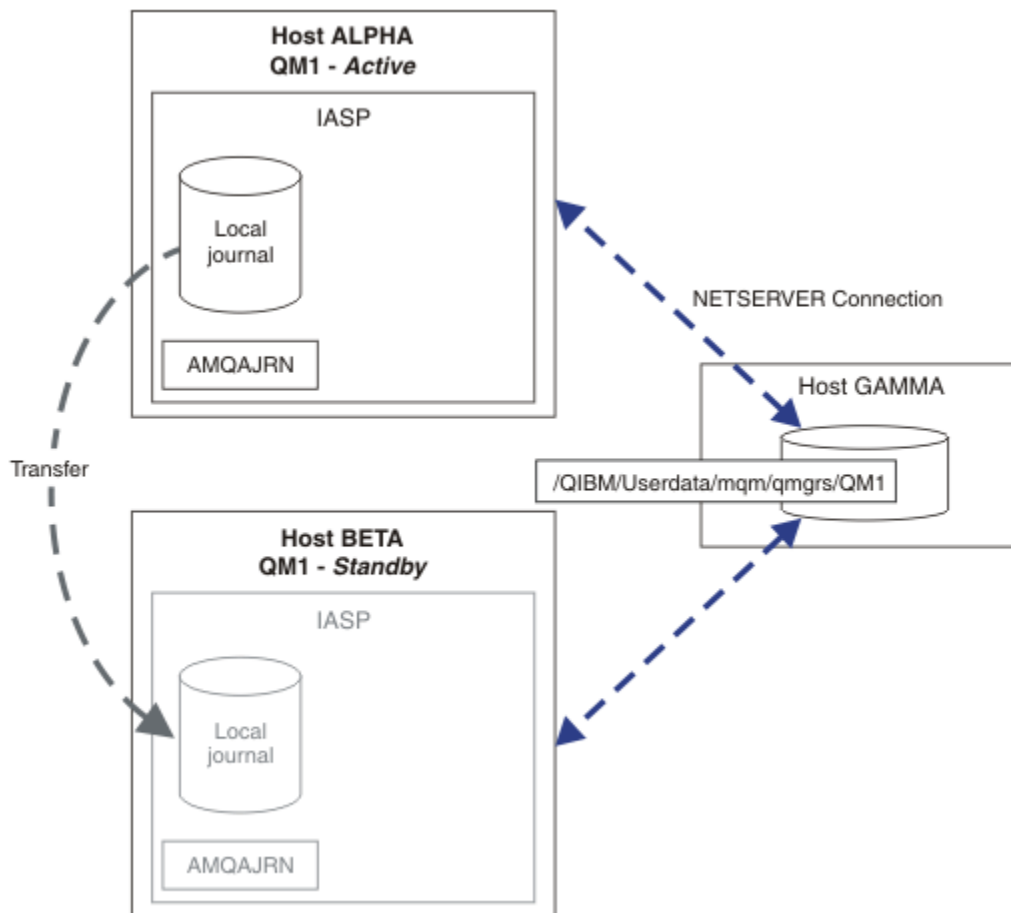 Host ALPHA
QM1 - Active
IASP
Local
journal
AMQAJRN
NETSERVER Connection
Host GAMMA
/QIBM/Userdata/mqm/qmgrs/QM1
Transfer
Host BETA
QM1 - Standby
IASP
Local
journal
AMQAJRN